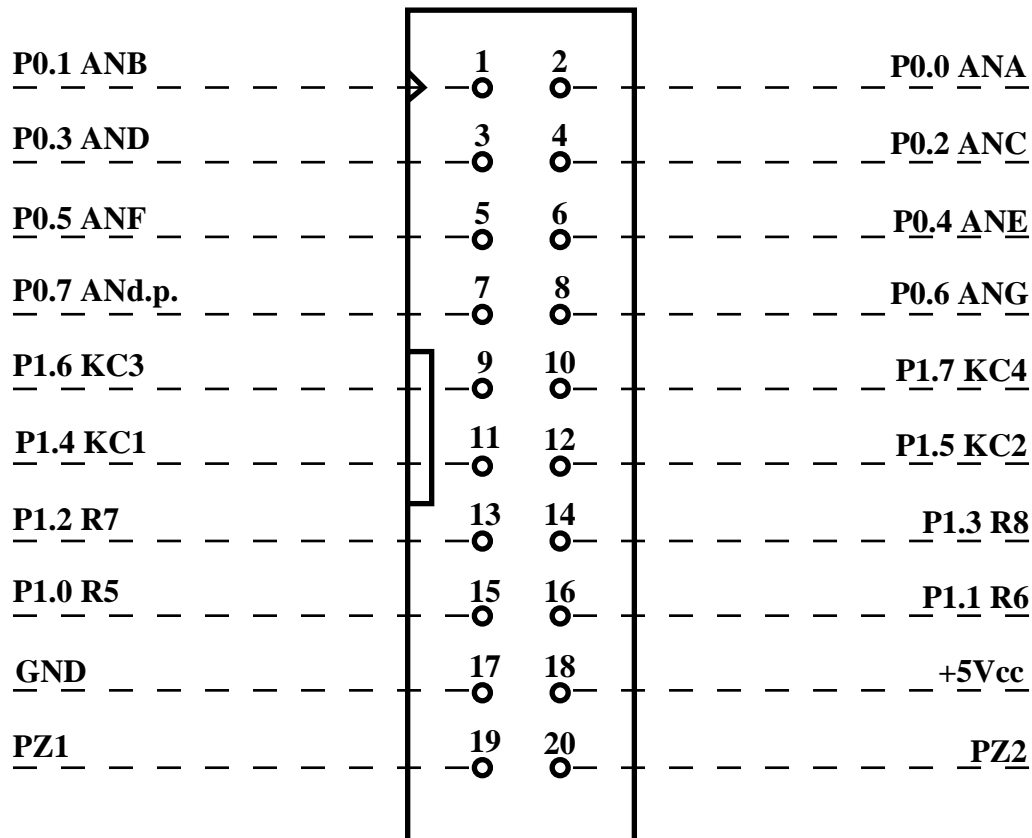 P0.1 ANB 1 2 P0.0 ANA
P0.3 AND 3 4 P0.2 ANC
P0.5 ANF 5 6 P0.4 ANE
P0.7 ANd.p. 7 8 P0.6 ANG
P1.6 KC3 9 10 P1.7 KC4
P1.4 KC1 11 12 P1.5 KC2
P1.2 R7 13 14 P1.3 R8
P1.0 R5 15 16 P1.1 R6
GND 17 18 +5Vcc
PZ1 19 20 PZ2